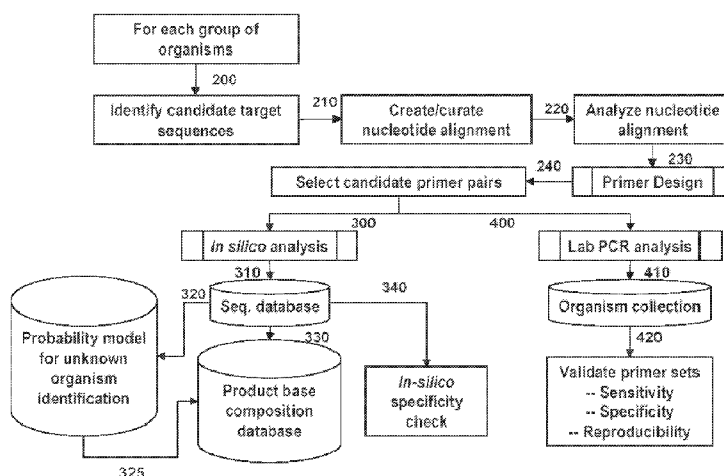 For each group of
organisms
200
Identify candidate target
sequences
210
Create/curate
nucleotide alignment
220
Analyze nucleotide
alignment
230
Primer Design
240
Select candidate primer pairs
300
400
In silico analysis
Lab PCR analysis
310
410
Seq. database
Organism collection
320
340
330
420
Probability model
for unknown
organism
identification
Product base
composition
database
In-silico
specificity
check
Validate primer sets
-- Sensitivity
-- Specificity
-- Reproducibility
325